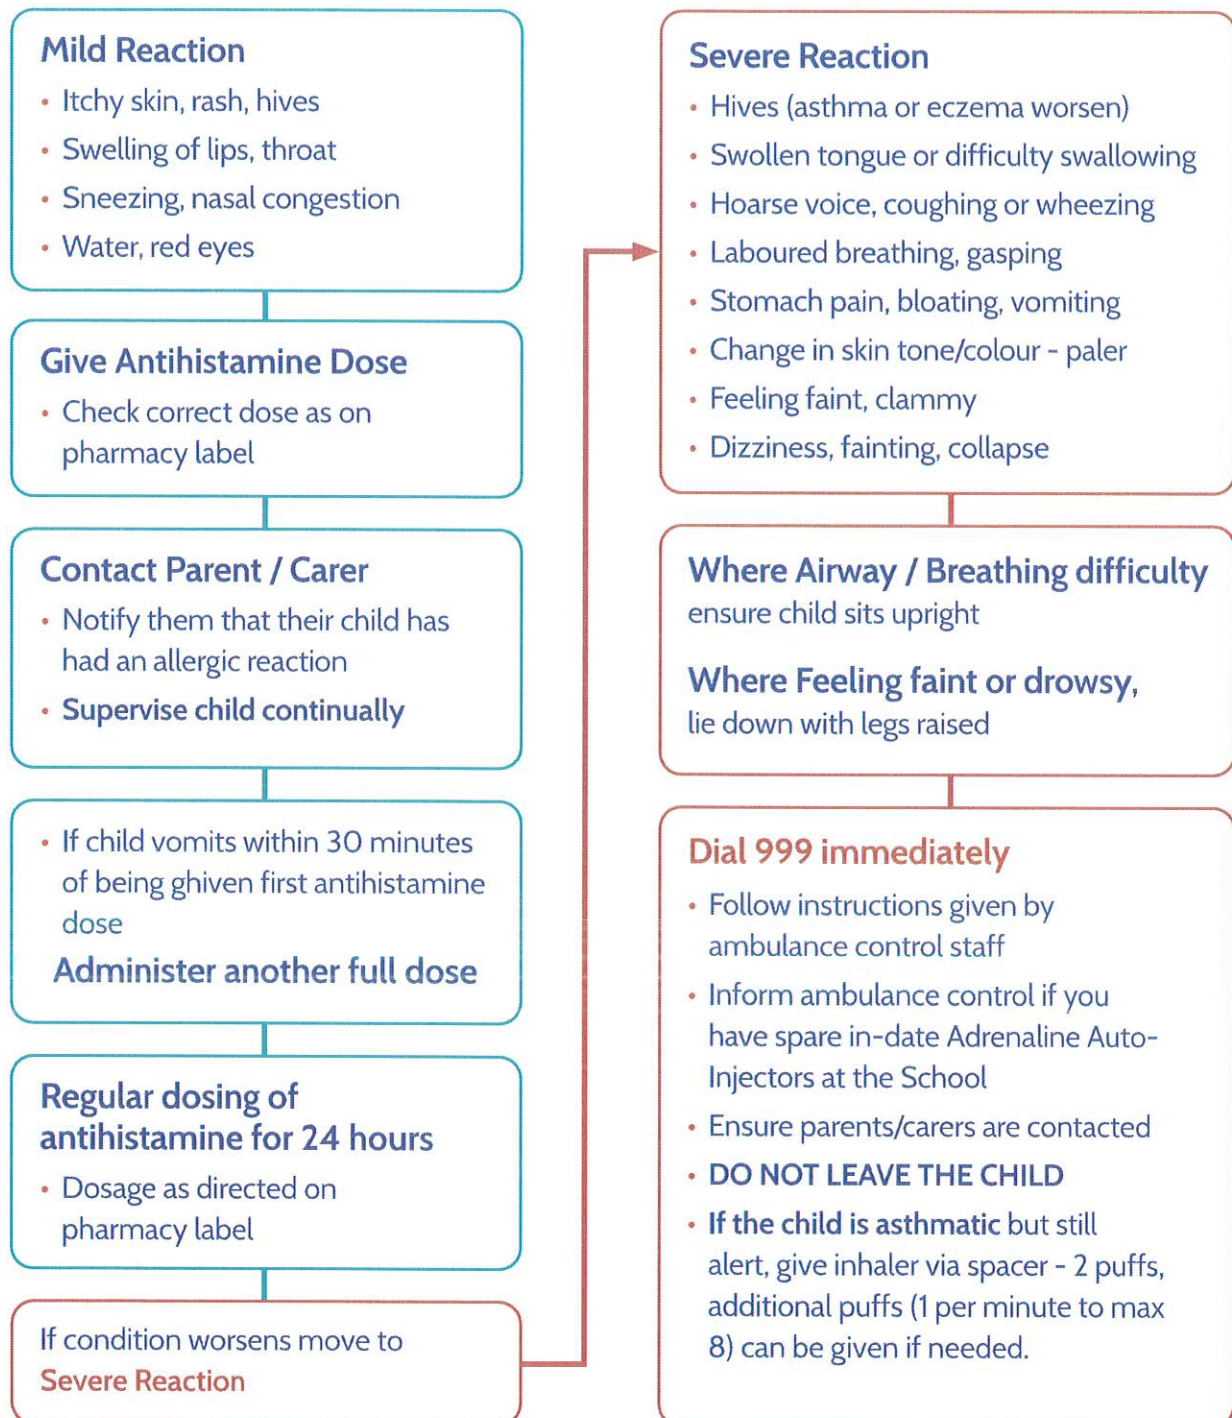 Mild Reaction
• Itchy skin, rash, hives
• Swelling of lips, throat
• Sneezing, nasal congestion
• Water, red eyes
Give Antihistamine Dose
• Check correct dose as on
pharmacy label
Contact Parent / Carer
• Notify them that their child has
had an allergic reaction
• Supervise child continually
• If child vomits within 30 minutes
of being ghiven first antihistamine
dose
Administer another full dose
Regular dosing of
antihistamine for 24 hours
• Dosage as directed on
pharmacy label
If condition worsens move to
Severe Reaction
Severe Reaction
• Hives (asthma or eczema worsen)
• Swollen tongue or difficulty swallowing
• Hoarse voice, coughing or wheezing
• Laboured breathing, gasping
• Stomach pain, bloating, vomiting
• Change in skin tone/colour - paler
• Feeling faint, clammy
• Dizziness, fainting, collapse
Where Airway / Breathing difficulty
ensure child sits upright
Where Feeling faint or drowsy,
lie down with legs raised
Dial 999 immediately
• Follow instructions given by
ambulance control staff
• Inform ambulance control if you
have spare in-date Adrenaline Auto-
Injectors at the School
• Ensure parents/carers are contacted
• DO NOT LEAVE THE CHILD
• If the child is asthmatic but still
alert, give inhaler via spacer - 2 puffs,
additional puffs (1 per minute to max
8) can be given if needed.